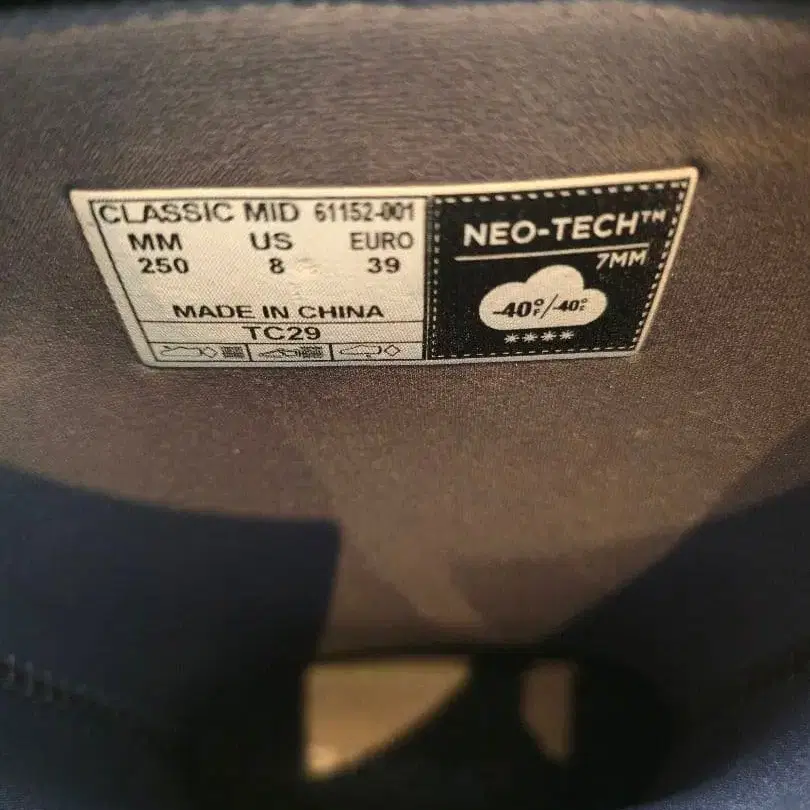 CLASSIC MID 61152-001
MM US EURO
250 8 39
MADE IN CHINA
TC29
NEO-TECH™
7MM
-40°F/-40°C
****